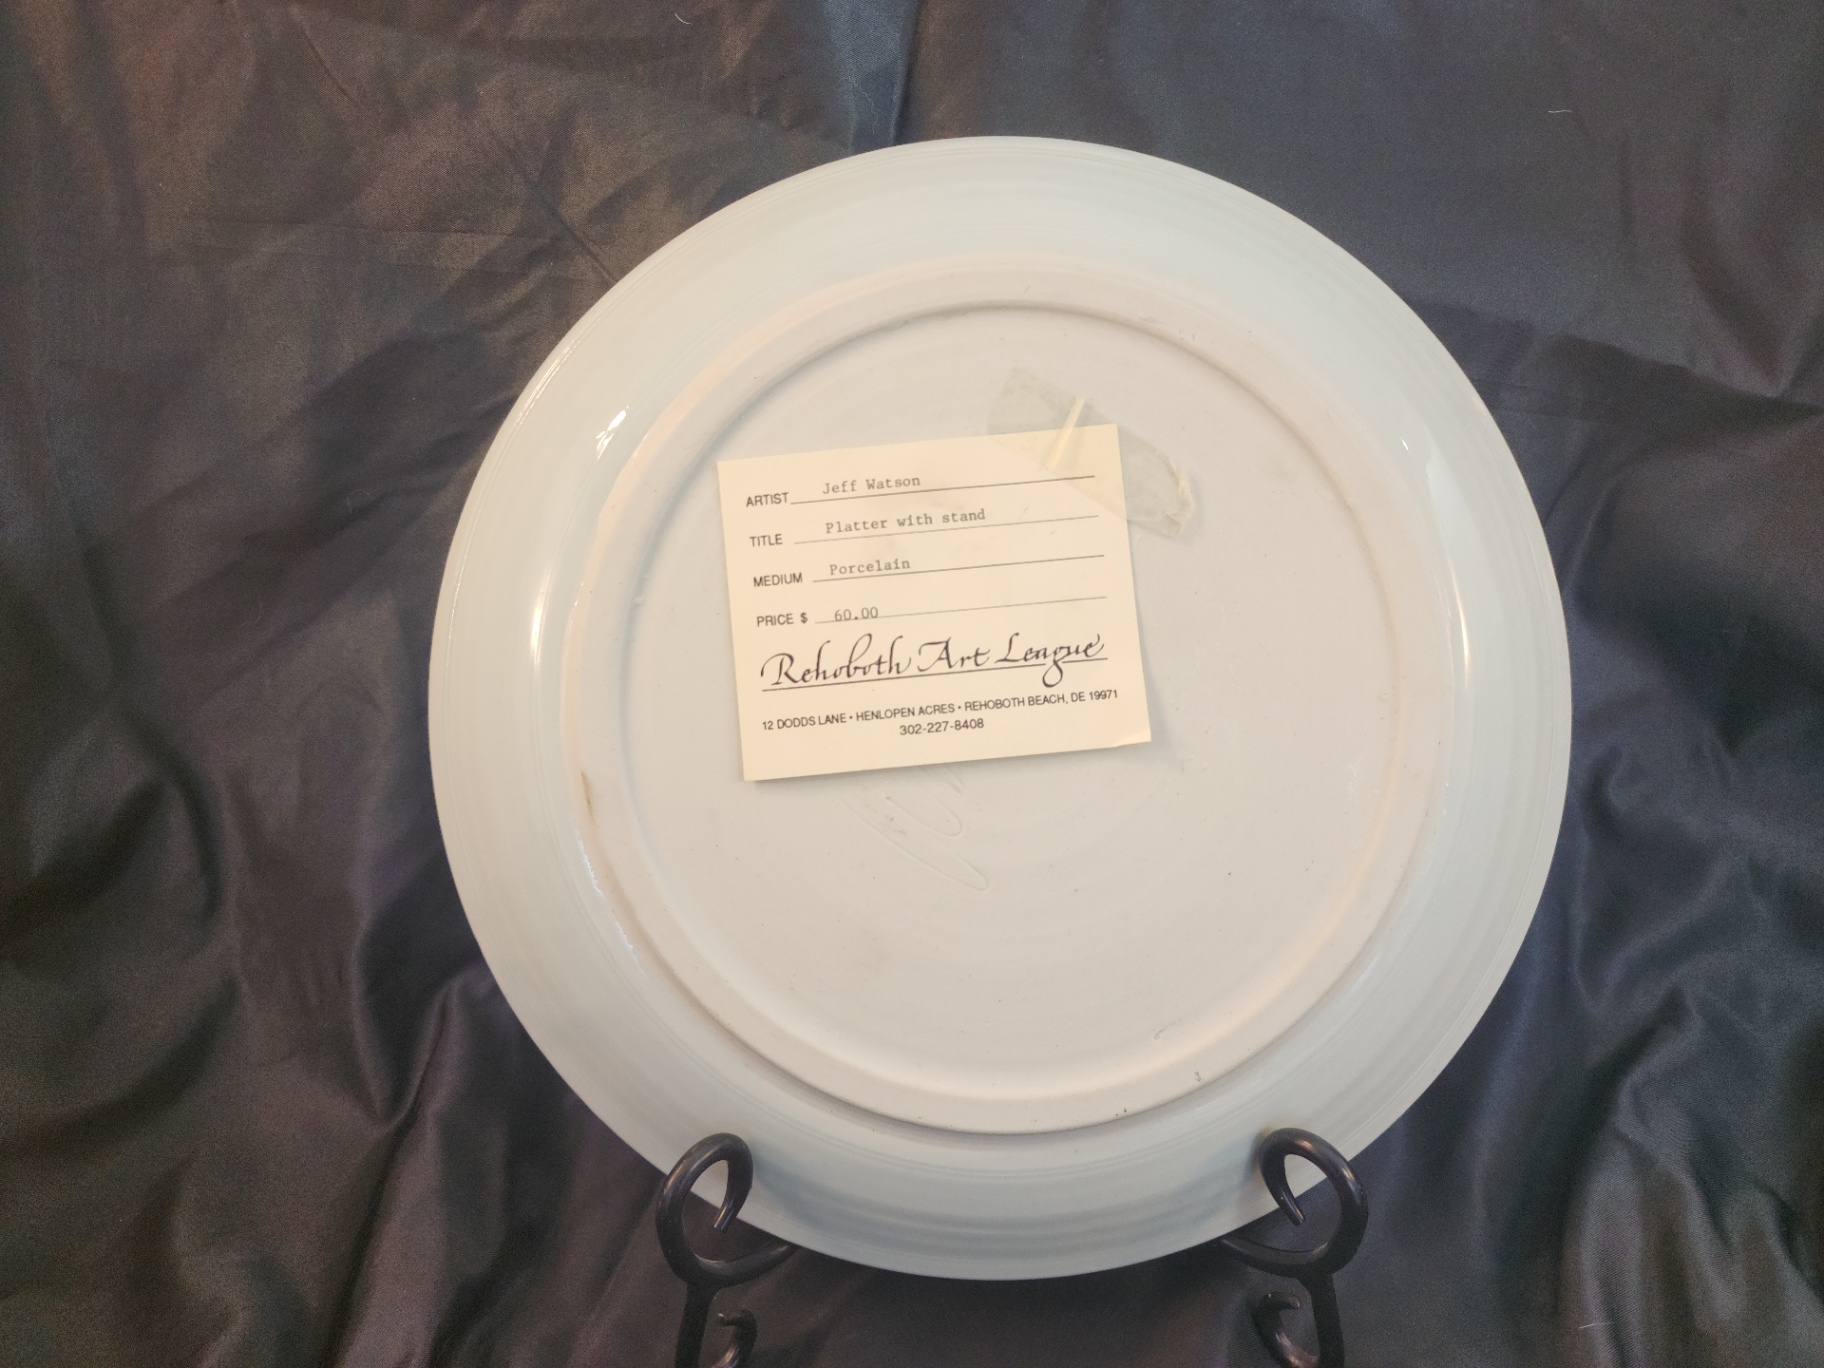 ARTIST Jeff Watson
TITLE Platter with stand
MEDIUM Porcelain
PRICE $ 60.00
Rehoboth Art League
12 DODDS LANE • HENLOPEN ACRES • REHOBOTH BEACH, DE 19971
302-227-8408